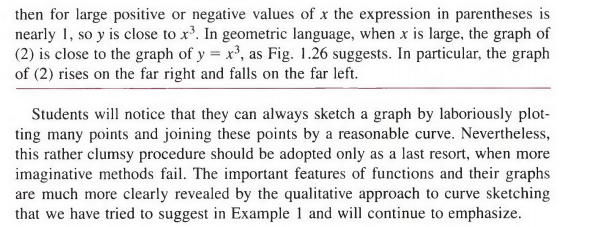 then for large positive or negative values of x the expression in parentheses is
nearly 1, so y is close to x³. In geometric language, when x is large, the graph of
(2) is close to the graph of y = x³, as Fig. 1.26 suggests. In particular, the graph
of (2) rises on the far right and falls on the far left.
Students will notice that they can always sketch a graph by laboriously plot-
ting many points and joining these points by a reasonable curve. Nevertheless,
this rather clumsy procedure should be adopted only as a last resort, when more
imaginative methods fail. The important features of functions and their graphs
are much more clearly revealed by the qualitative approach to curve sketching
that we have tried to suggest in Example 1 and will continue to emphasize.